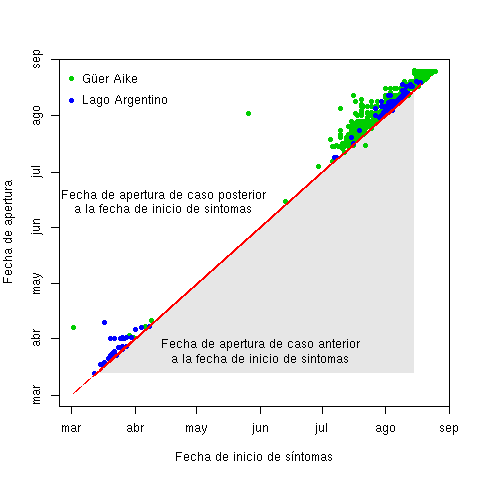 Güer Aike
Lago Argentino
Fecha de apertura de caso posterior
a la fecha de inicio de sintomas
Fecha de apertura de caso anterior
a la fecha de inicio de síntomas
Fecha de apertura
sep
ago
jul
jun
may
abr
mar
mar abr may jun jul ago sep
Fecha de inicio de síntomas